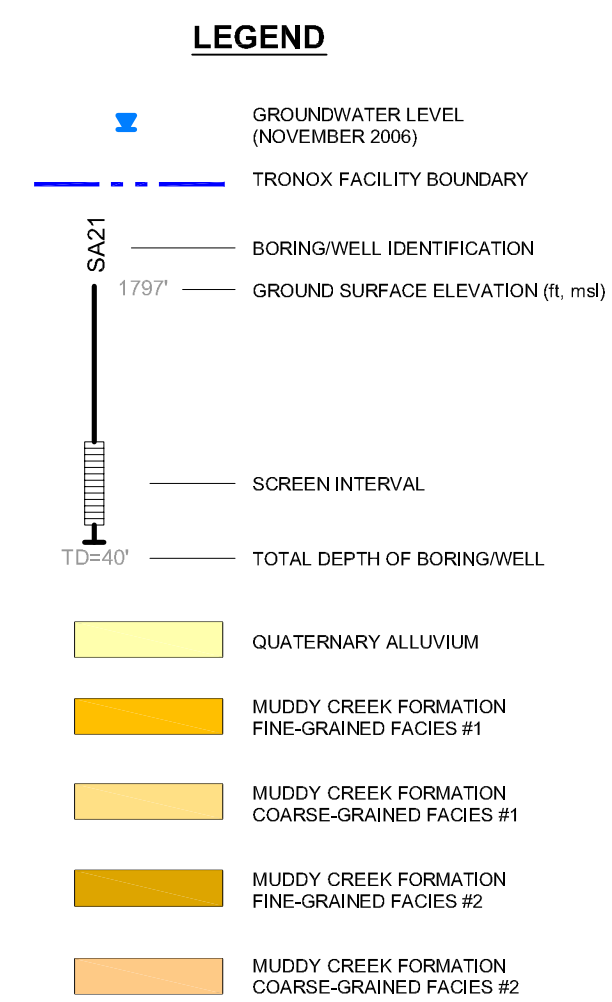 LEGEND
GROUNDWATER LEVEL
(NOVEMBER 2006)
TRONOX FACILITY BOUNDARY
SA21
BORING/WELL IDENTIFICATION
1797'
GROUND SURFACE ELEVATION (ft, msl)
SCREEN INTERVAL
TD=40'
TOTAL DEPTH OF BORING/WELL
QUATERNARY ALLUVIUM
MUDDY CREEK FORMATION
FINE-GRAINED FACIES #1
MUDDY CREEK FORMATION
COARSE-GRAINED FACIES #1
MUDDY CREEK FORMATION
FINE-GRAINED FACIES #2
MUDDY CREEK FORMATION
COARSE-GRAINED FACIES #2